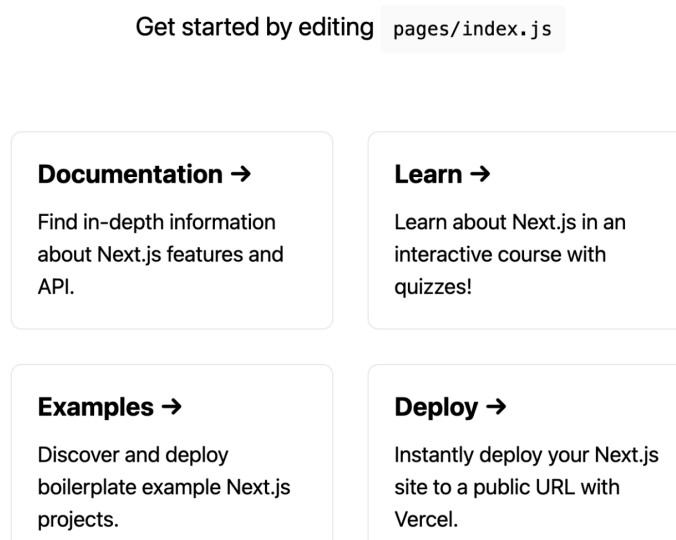 Get started by editing pages/index.js
Documentation →
Find in-depth information
about Next.js features and
API.
Learn →
Learn about Next.js in an
interactive course with
quizzes!
Examples →
Discover and deploy
boilerplate example Next.js
projects.
Deploy →
Instantly deploy your Next.js
site to a public URL with
Vercel.